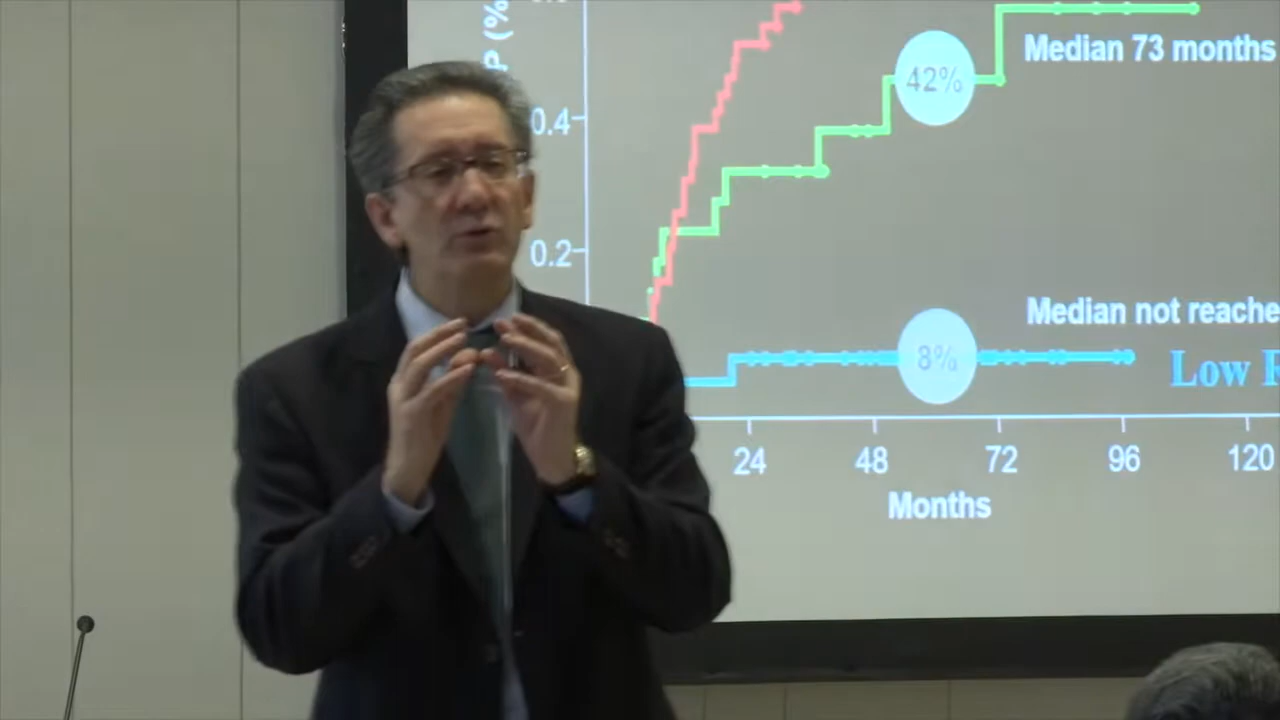 P (%
Median 73 months
42%
0.4
0.2
Median not reache
8%
Low
24 48 72 96 120
Months